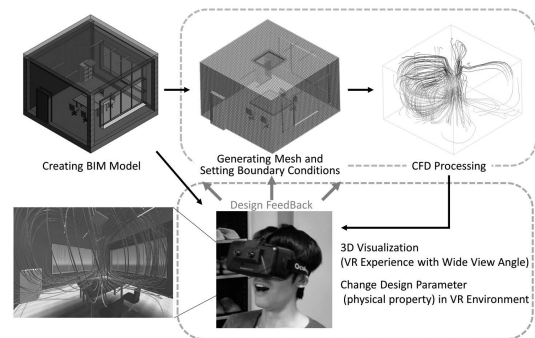 Creating BIM Model
Generating Mesh and
Setting Boundary Conditions
CFD Processing
Design FeedBack
3D Visualization
(VR Experience with Wide View Angle)
Change Design Parameter
(physical property) in VR Environment